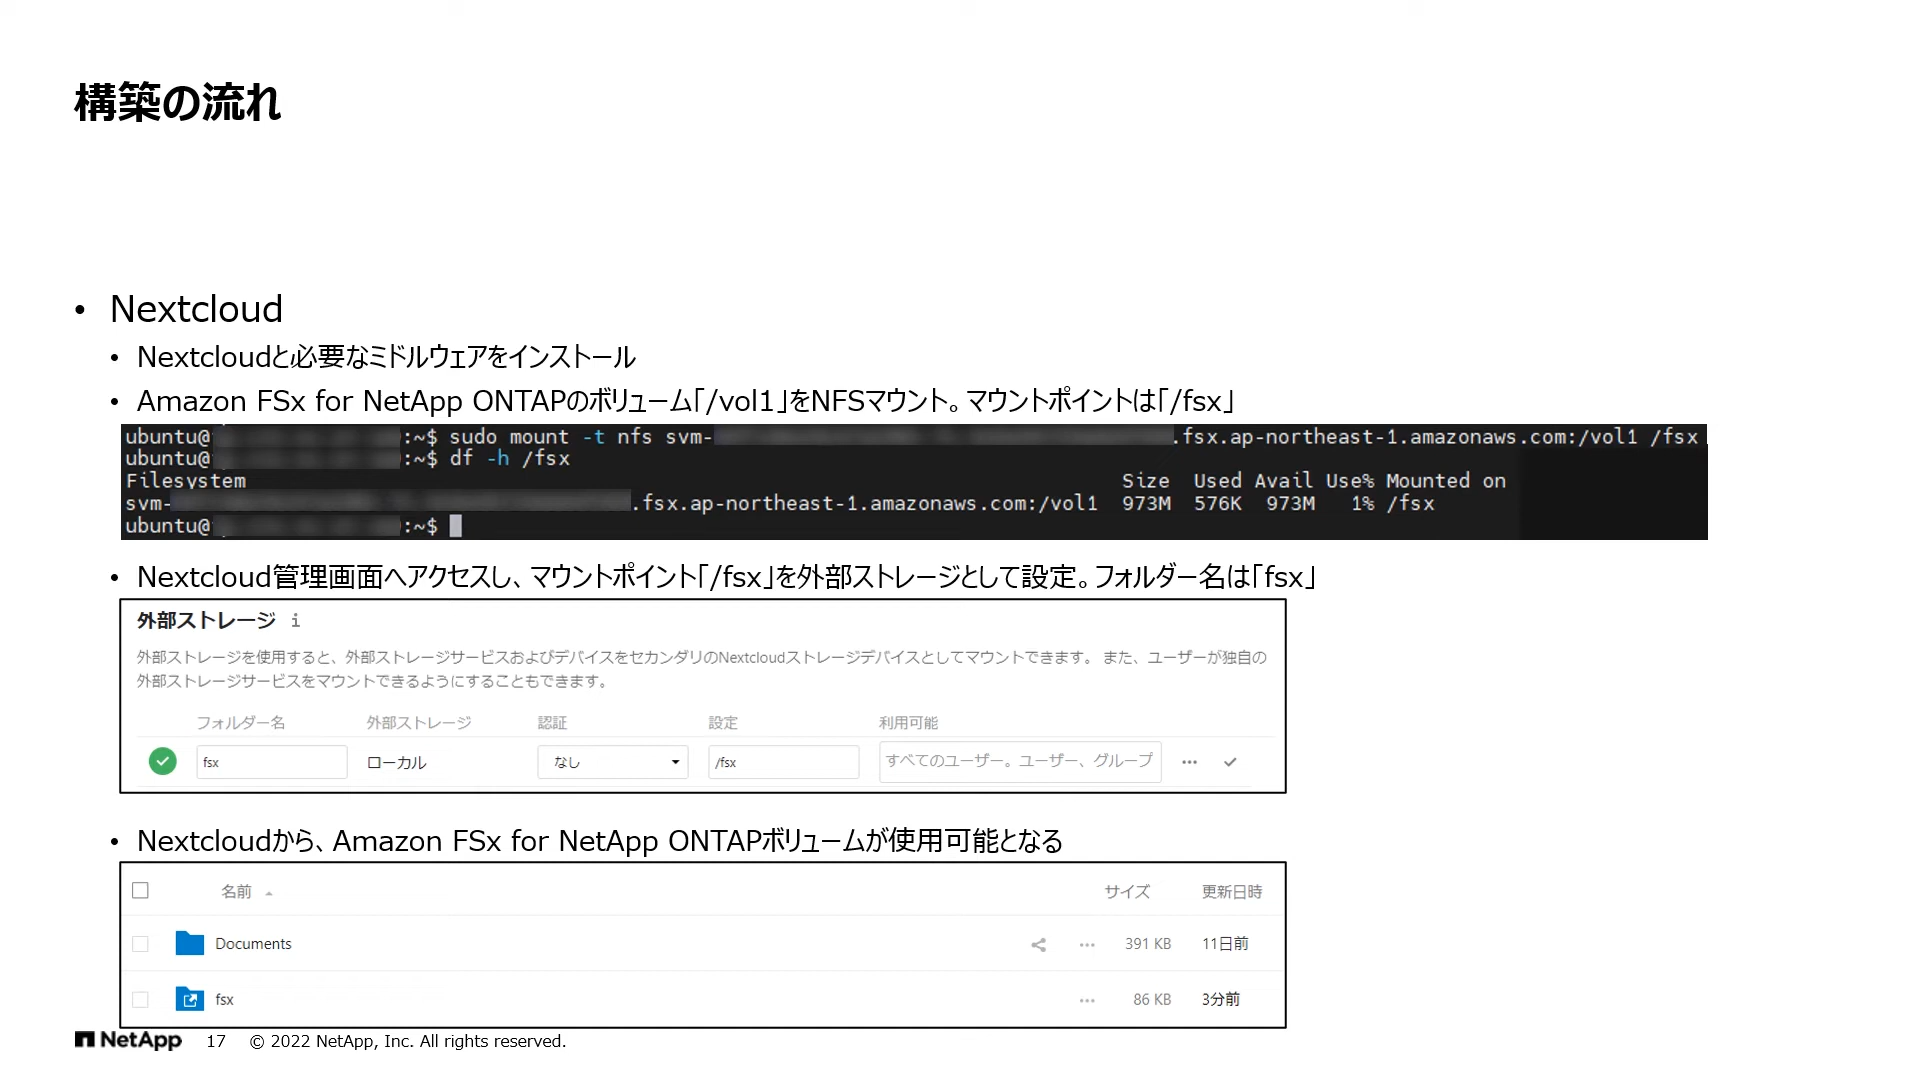 構築の流れ
• Nextcloud
• Nextcloudと必要なミドルウェアをインストール
• Amazon FSx for NetApp ONTAPのボリューム「/vol1」をNFSマウント。マウントポイントは「/fsx」
ubuntu@ :~$ sudo mount -t nfs svm- .fsx.ap-northeast-1.amazonaws.com:/vol1 /fsx
ubuntu@ :~$ df -h /fsx
Filesystem Size Used Avail Use% Mounted on
svm- .fsx.ap-northeast-1.amazonaws.com:/vol1 973M 576K 973M 1% /fsx
ubuntu@ :~$
• Nextcloud管理画面へアクセスし、マウントポイント「/fsx」を外部ストレージとして設定。フォルダー名は「fsx」
外部ストレージ i
外部ストレージを使用すると、外部ストレージサービスおよびデバイスをセカンダリのNextcloudストレージデバイスとしてマウントできます。 また、ユーザーが独自の
外部ストレージサービスをマウントできるようにすることもできます。
フォルダー名 外部ストレージ 認証 設定 利用可能
fsx ローカル なし /fsx すべてのユーザー。ユーザー、グループ
• Nextcloudから、Amazon FSx for NetApp ONTAPボリュームが使用可能となる
名前 サイズ 更新日時
Documents 391 KB 11日前
fsx 86 KB 3分前
NetApp 17 © 2022 NetApp, Inc. All rights reserved.